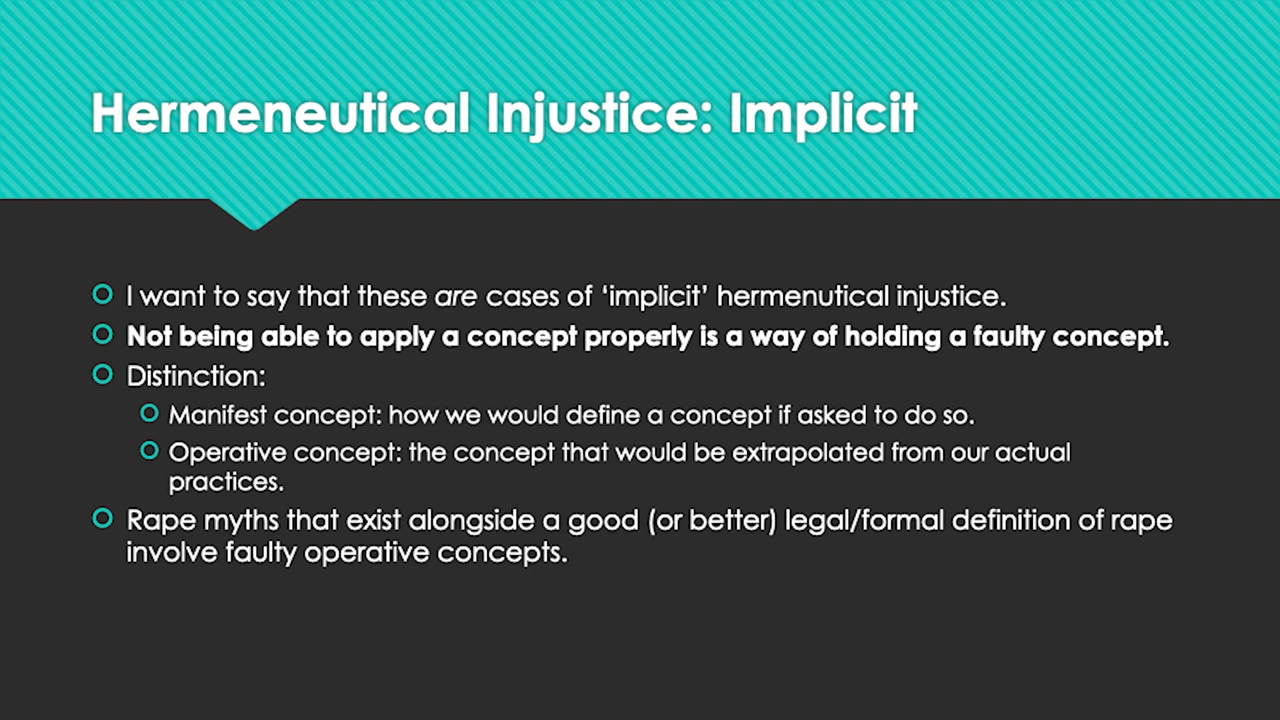 Hermeneutical Injustice: Implicit
I want to say that these are cases of ‘implicit’ hermenutical injustice.
Not being able to apply a concept properly is a way of holding a faulty concept.
Distinction:
Manifest concept: how we would define a concept if asked to do so.
Operative concept: the concept that would be extrapolated from our actual
practices.
Rape myths that exist alongside a good (or better) legal/formal definition of rape
involve faulty operative concepts.